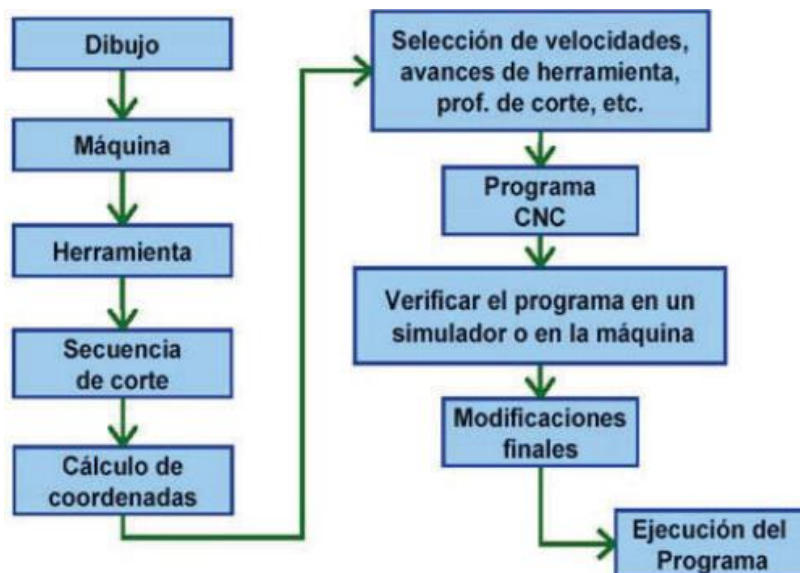 Dibujo
Máquina
Herramienta
Secuencia
de corte
Cálculo de
coordenadas
Selección de velocidades,
avances de herramienta,
prof. de corte, etc.
Programa
CNC
Verificar el programa en un
simulador o en la máquina
Modificaciones
finales
Ejecución del
Programa